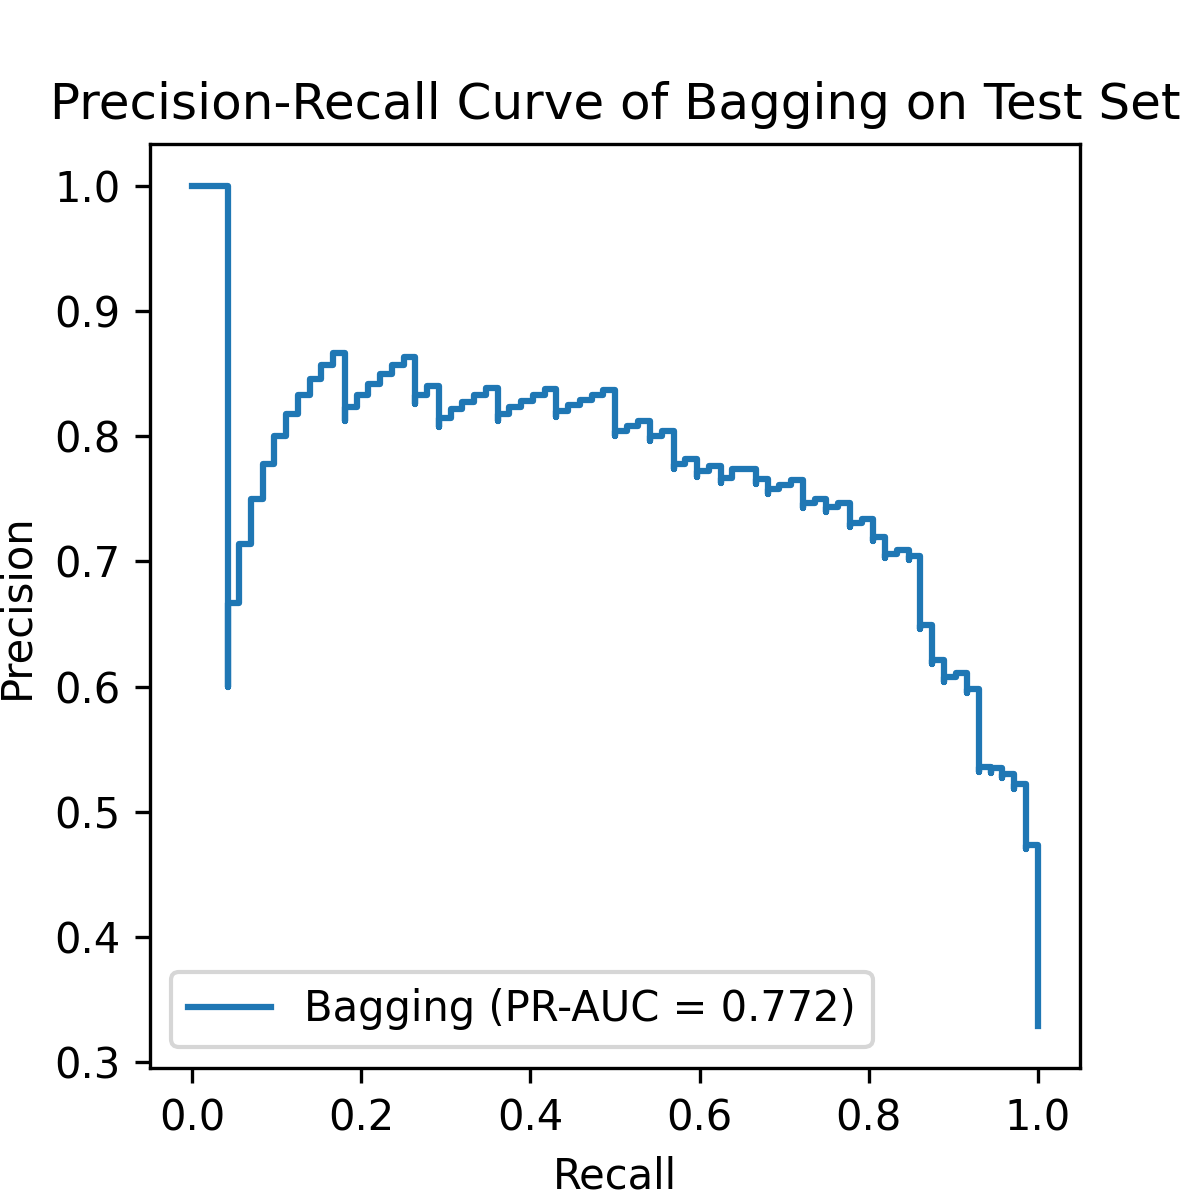 Precision-Recall Curve of Bagging on Test Set
1.0
0.9
0.8
0.7
0.6
0.5
0.4
0.3
Precision
Bagging (PR-AUC = 0.772)
0.0 0.2 0.4 0.6 0.8 1.0
Recall